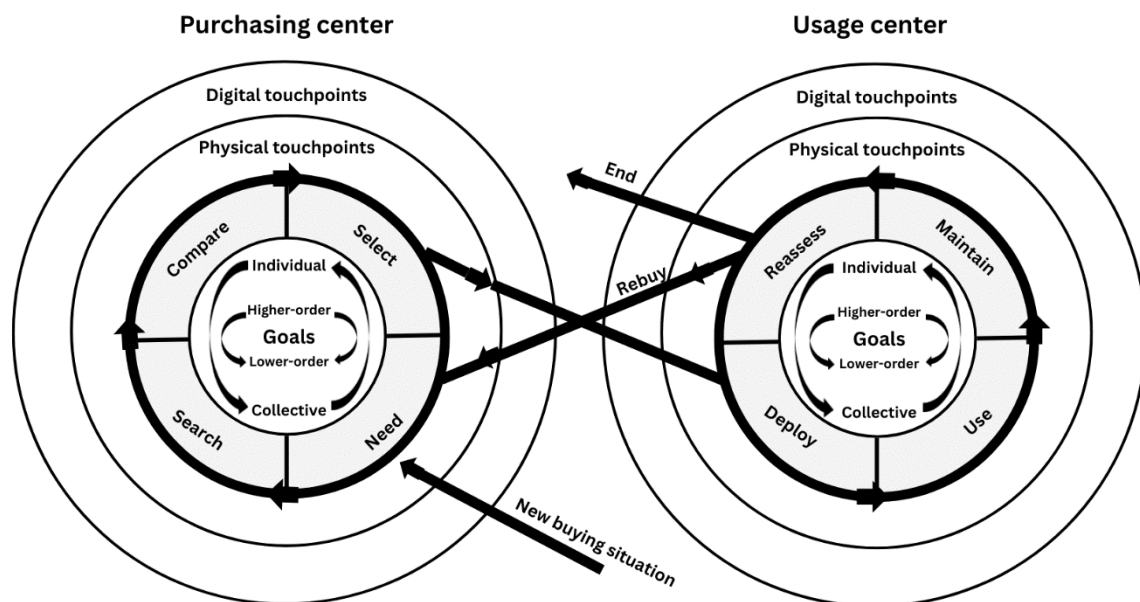 Purchasing center
Digital touchpoints
Physical touchpoints
Compare
Select
Individual
Higher-order
Goals
Lower-order
Collective
Search
Need
New buying situation
End
Rebuy
Usage center
Digital touchpoints
Physical touchpoints
Reassess
Maintain
Individual
Higher-order
Goals
Lower-order
Collective
Deploy
Use